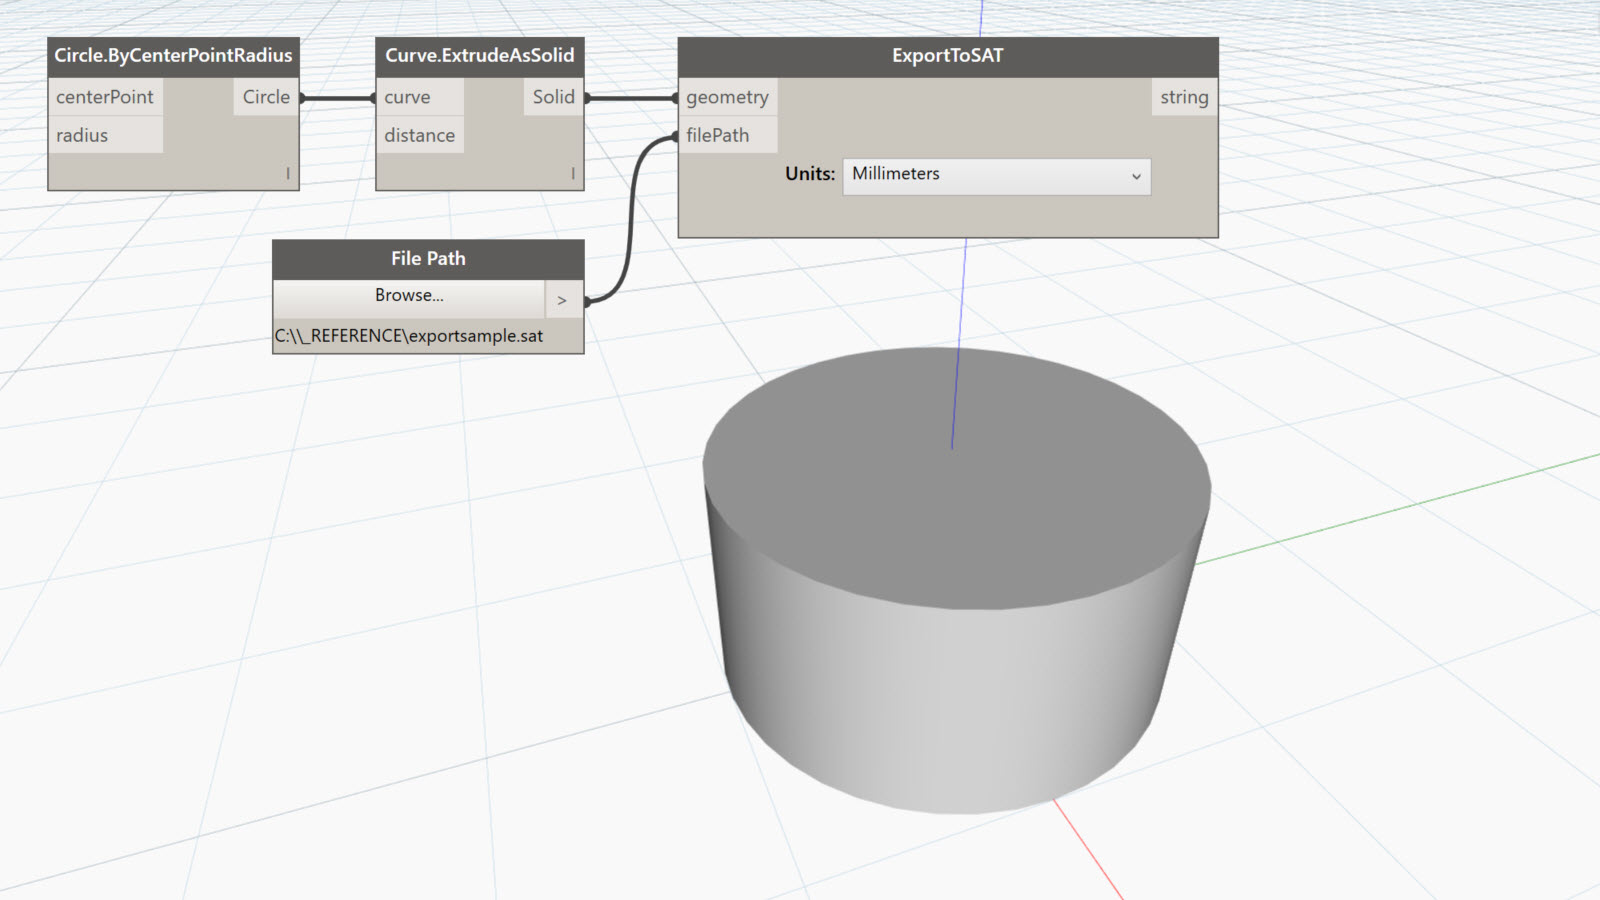 Circle.ByCenterPointRadius
centerPoint
Circle
radius
I
Curve.ExtrudeAsSolid
curve
Solid
distance
I
ExportToSAT
geometry
string
filePath
Units:
Millimeters
File Path
Browse...
>
C:\\_REFERENCE\exportsample.sat